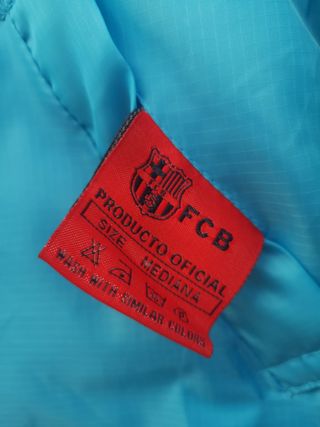 FCB
PRODUCTO OFICIAL
SIZE MEDIANA
WASH WITH SIMILAR COLORS